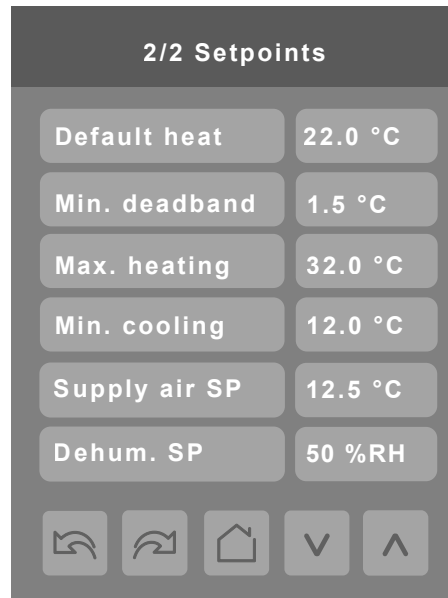 2/2 Setpoints
Default heat 22.0 °C
Min. deadband 1.5 °C
Max. heating 32.0 °C
Min. cooling 12.0 °C
Supply air SP 12.5 °C
Dehum. SP 50 %RH